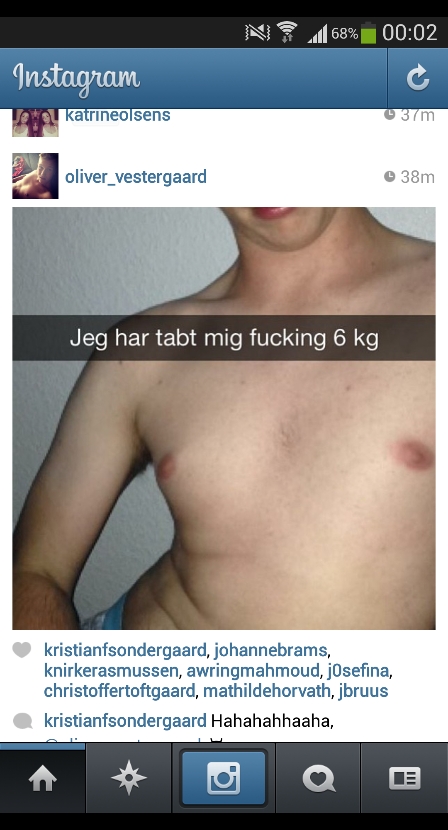 68% 00:02
Instagram
katrineolsens 37m
oliver_vestergaard 38m
Jeg har tabt mig fucking 6 kg
kristianfsondergaard, johannebrams,
knirkerasmussen, awringmahmoud, j0sefina,
christoffertoftgaard, mathildehorvath, jbruus
kristianfsondergaard Hahahahhaaha,